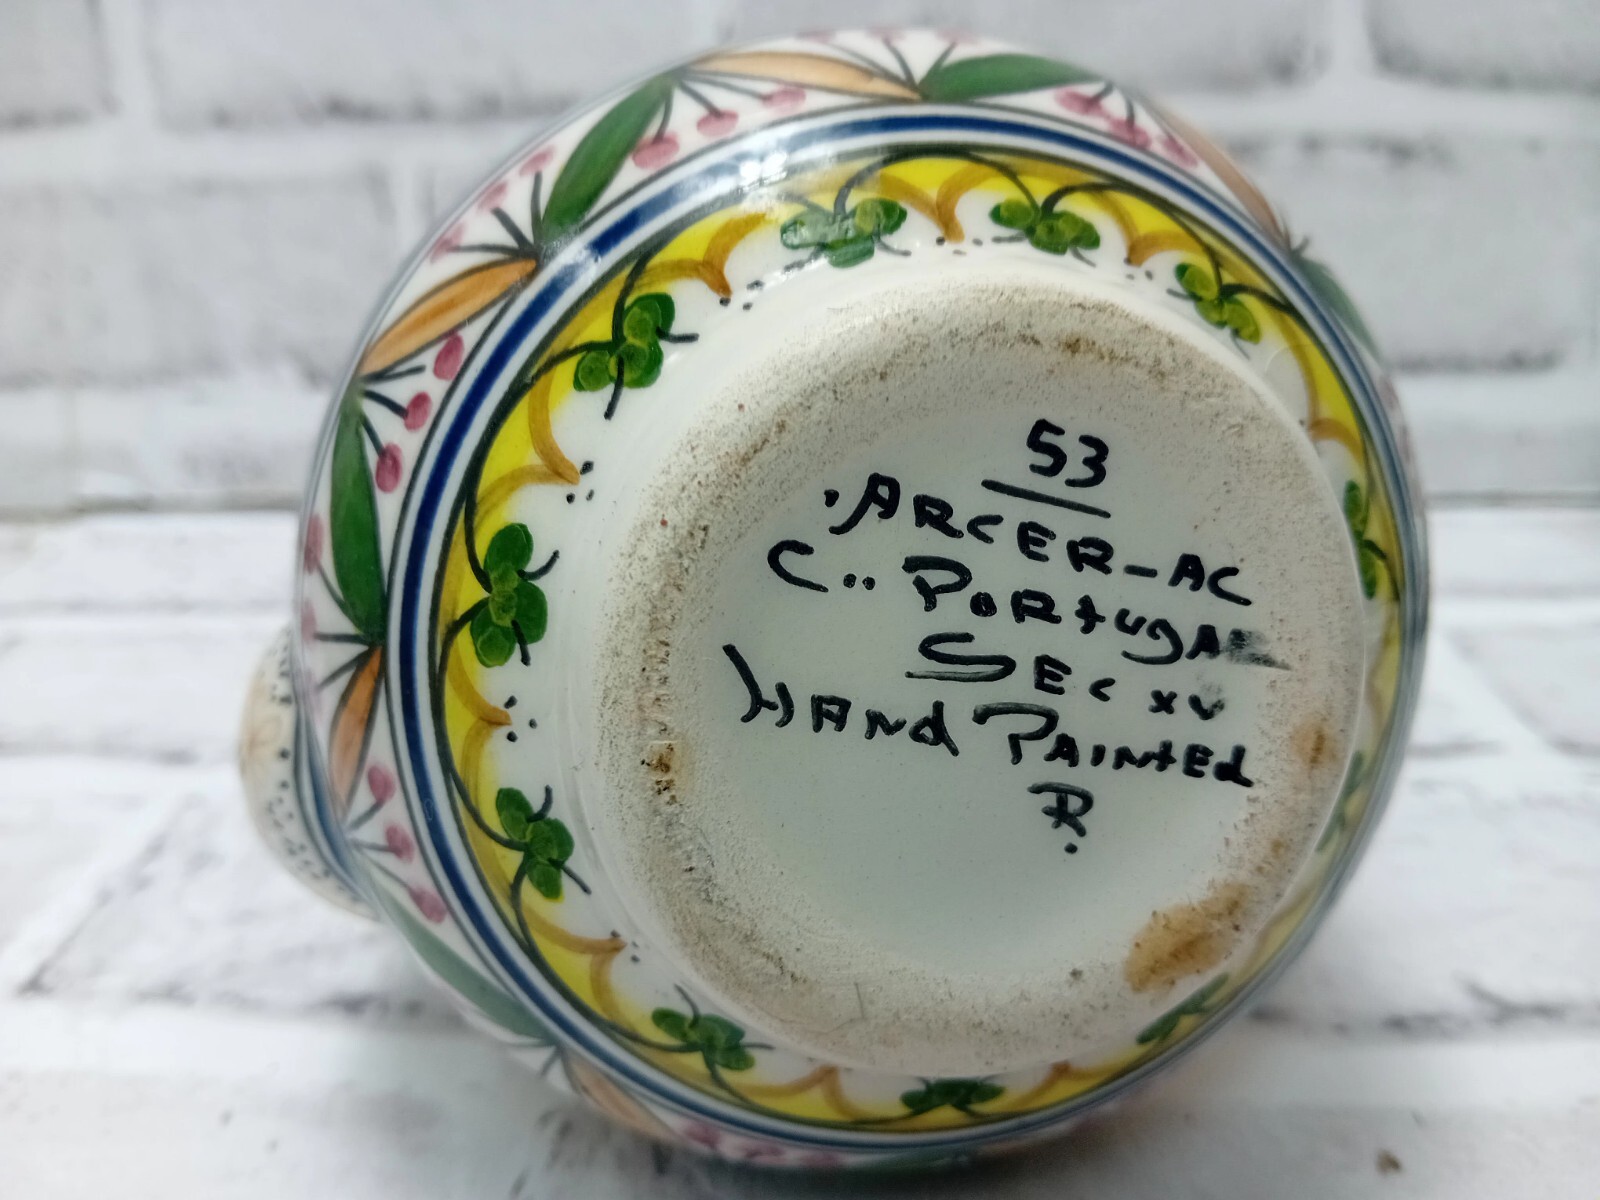 53
ARCER-AC
C.. PORtugAL
SEC XV
HANd PAINtEd
R.